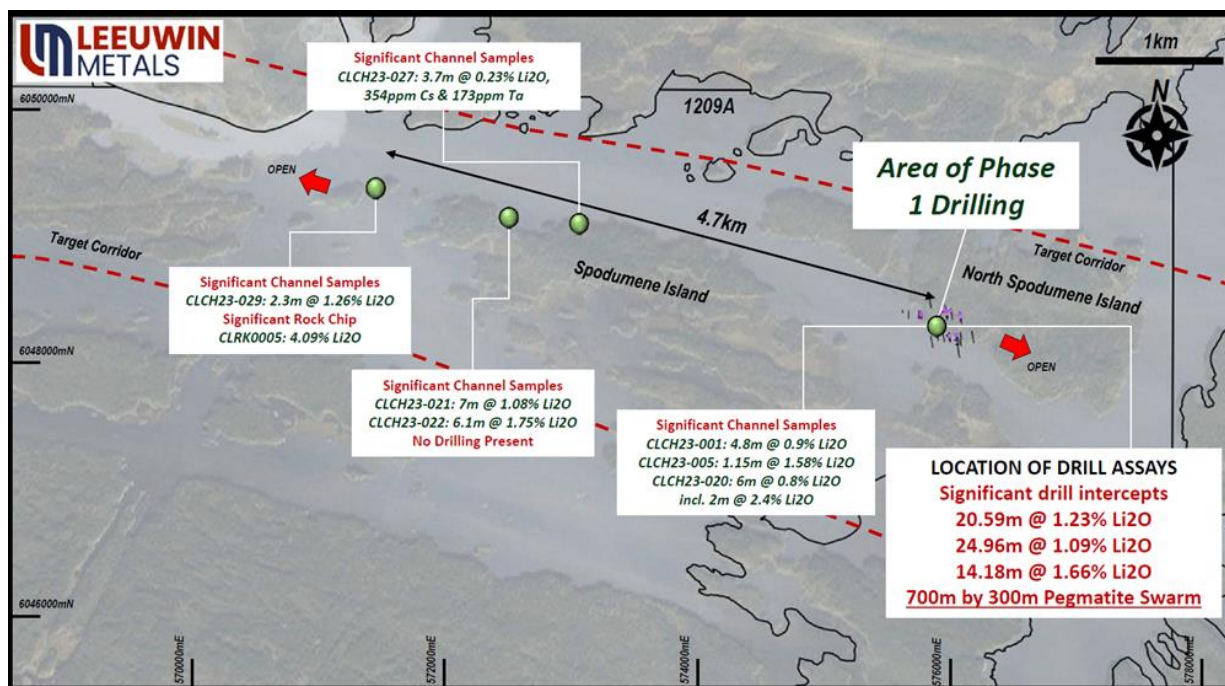 LEEUWIN
METALS
Significant Channel Samples
CLCH23-027: 3.7m @ 0.23% Li2O,
354ppm Cs & 173ppm Ta
1km
N
6050000mN
1209A
Area of Phase
1 Drilling
OPEN
4.7km
Target Corridor
Target Corridor
Spodumene Island
North Spodumene Island
Significant Channel Samples
CLCH23-029: 2.3m @ 1.26% Li2O
Significant Rock Chip
CLRK0005: 4.09% Li2O
OPEN
6048000mN
Significant Channel Samples
CLCH23-021: 7m @ 1.08% Li2O
CLCH23-022: 6.1m @ 1.75% Li2O
No Drilling Present
Significant Channel Samples
CLCH23-001: 4.8m @ 0.9% Li2O
CLCH23-005: 1.15m @ 1.58% Li2O
CLCH23-020: 6m @ 0.8% Li2O
incl. 2m @ 2.4% Li2O
LOCATION OF DRILL ASSAYS
Significant drill intercepts
20.59m @ 1.23% Li2O
24.96m @ 1.09% Li2O
14.18m @ 1.66% Li2O
700m by 300m Pegmatite Swarm
6046000mN
570000mE
572000mE
574000mE
576000mE
578000mE